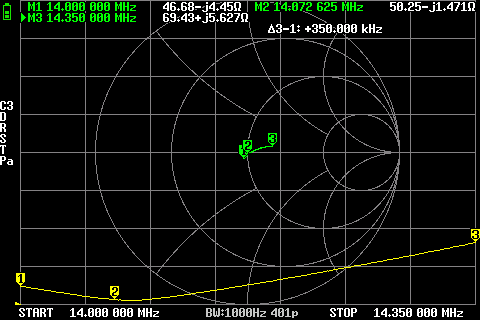 M1 14.000 000 MHz 46.68-j4.45Ω M2 14.072 625 MHz 50.25-j1.471Ω
▶M3 14.350 000 MHz 69.43+j5.627Ω
Δ3-1: +350.000 kHz
C3
D
R
S
T
Pa
1 2 3
1 2 3
START 14.000 000 MHz BW:1000Hz 401p STOP 14.350 000 MHz